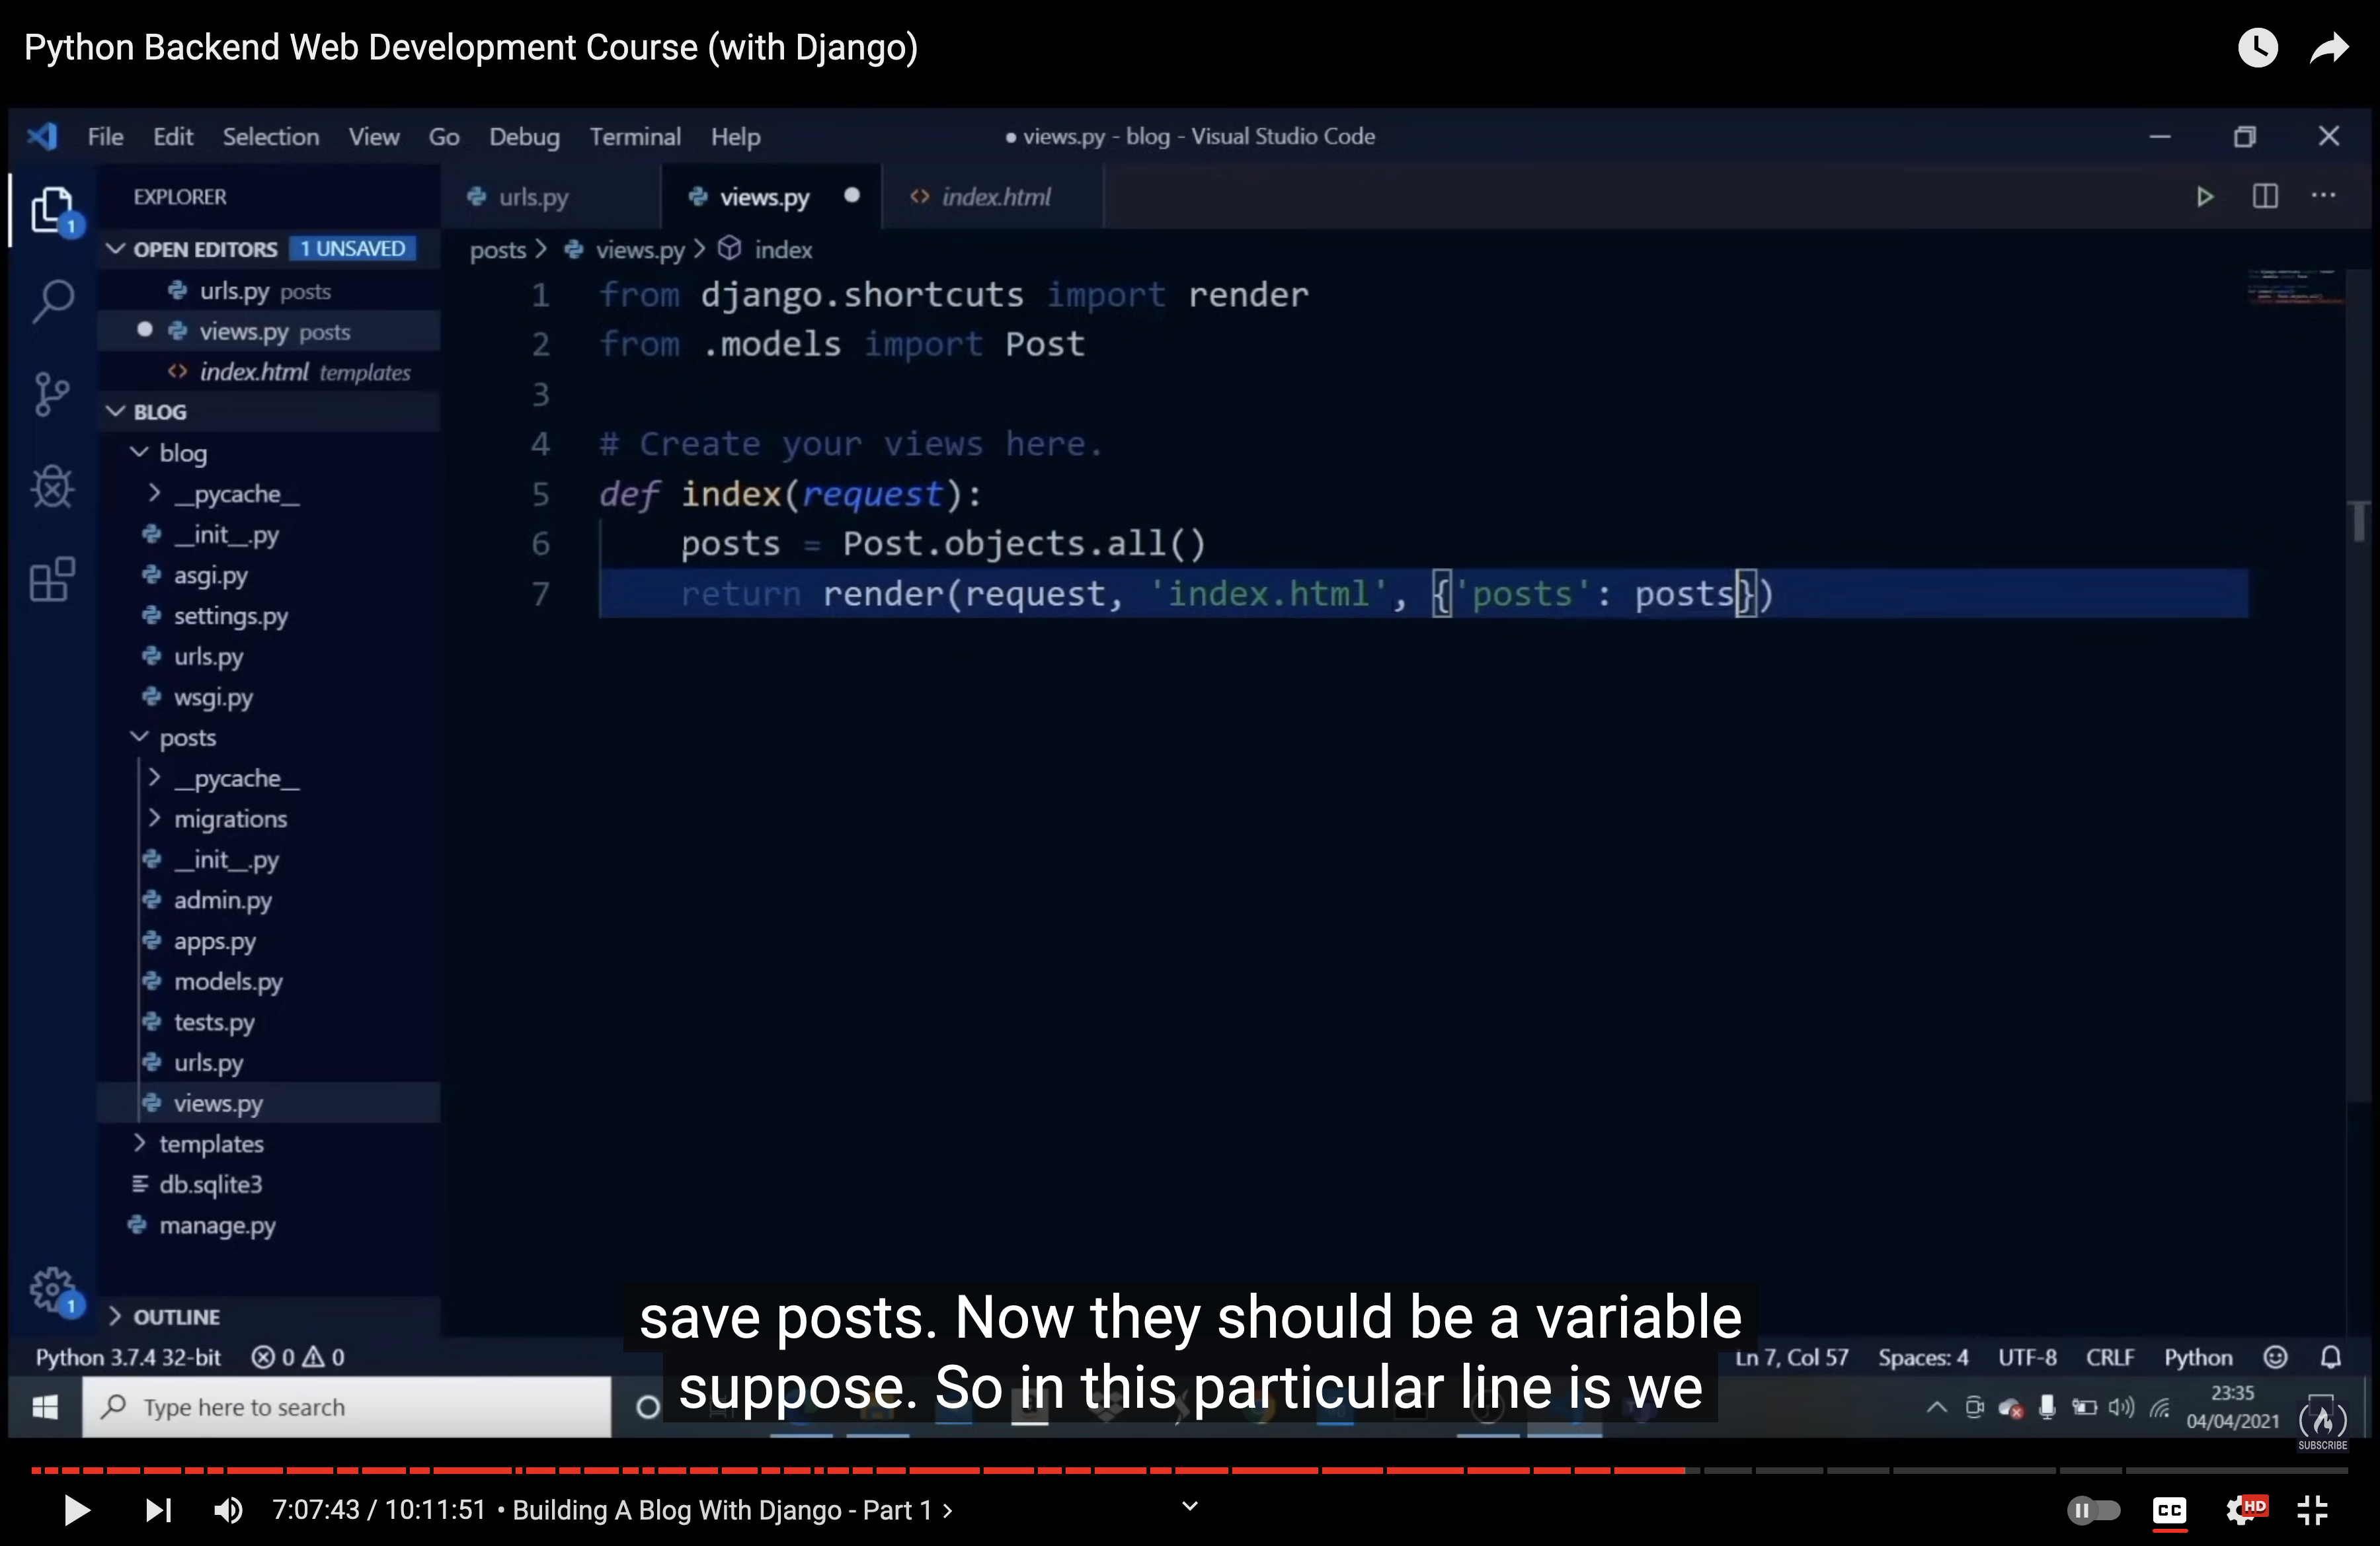 Python Backend Web Development Course (with Django)
File Edit Selection View Go Debug Terminal Help
● views.py - blog - Visual Studio Code
EXPLORER
OPEN EDITORS 1 UNSAVED
urls.py posts
views.py posts
index.html templates
BLOG
blog
__pycache__
__init__.py
asgi.py
settings.py
urls.py
wsgi.py
posts
__pycache__
migrations
__init__.py
admin.py
apps.py
models.py
tests.py
urls.py
views.py
templates
db.sqlite3
manage.py
OUTLINE
1
1
urls.py views.py index.html
posts > views.py > index
1 from django.shortcuts import render
2 from .models import Post
3
4 # Create your views here.
5 def index(request):
6 posts = Post.objects.all()
7 return render(request, 'index.html', {'posts': posts})
save posts. Now they should be a variable
suppose. So in this particular line is we
Python 3.7.4 32-bit 0 0
Ln 7, Col 57 Spaces: 4 UTF-8 CRLF Python
Type here to search
23:35
04/04/2021
SUBSCRIBE
7:07:43 / 10:11:51 • Building A Blog With Django - Part 1 >
CC
HD